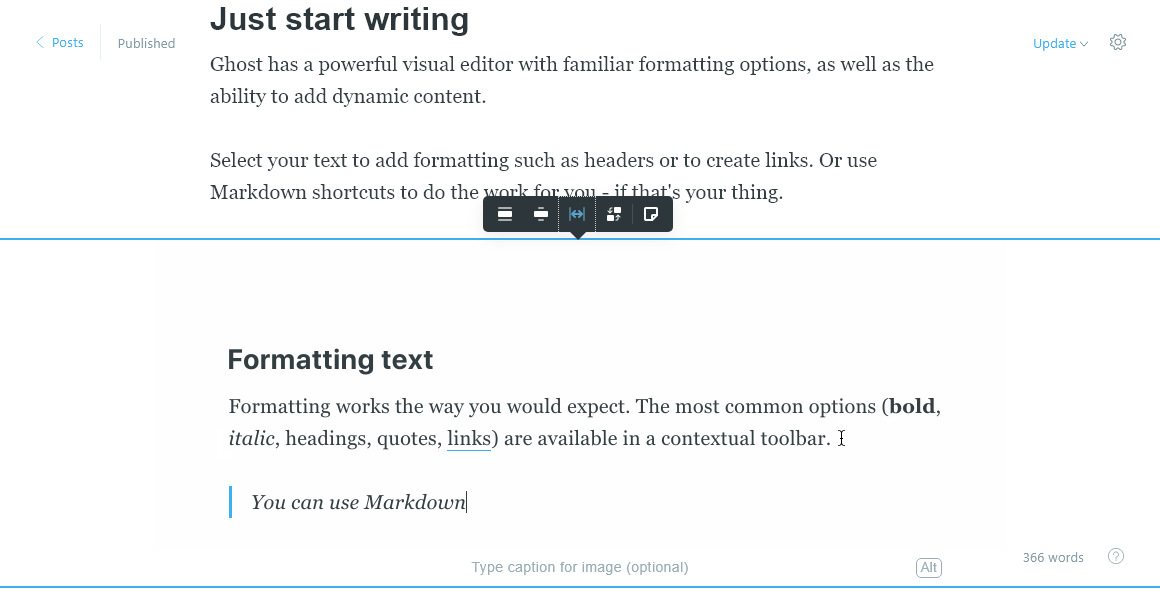 Just start writing
Posts
Published
Update
Ghost has a powerful visual editor with familiar formatting options, as well as the
ability to add dynamic content.
Select your text to add formatting such as headers or to create links. Or use
Markdown shortcuts to do the work for you - if that's your thing.
Formatting text
Formatting works the way you would expect. The most common options (bold,
italic, headings, quotes, links) are available in a contextual toolbar.
You can use Markdown
366 words
?
Type caption for image (optional)
Alt